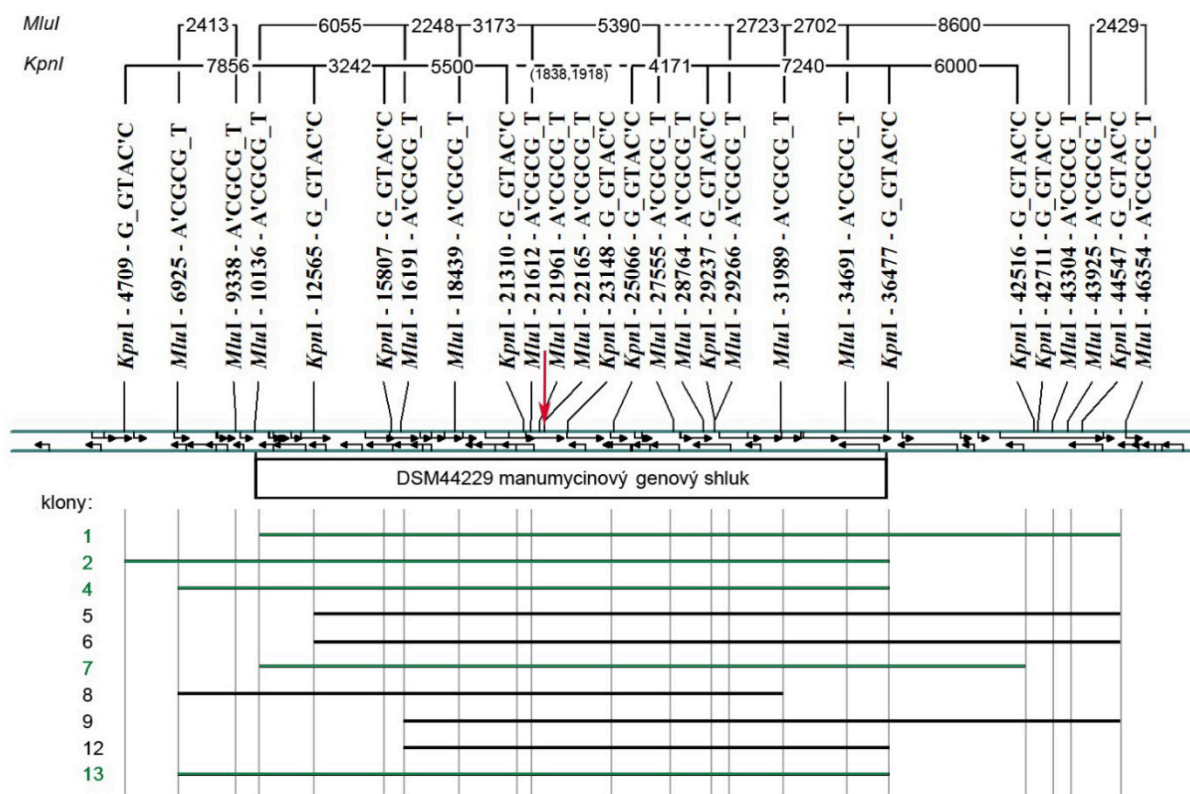 MluI 2413 6055 2248 3173 5390 2723 2702 8600 2429
KpnI 7856 3242 5500 (1838,1918) 4171 7240 6000
KpnI - 4709 - G_GTAC'C
MluI - 6925 - A'CGCG_T
MluI - 9338 - A'CGCG_T
MluI - 10136 - A'CGCG_T
KpnI - 12565 - G_GTAC'C
KpnI - 15807 - G_GTAC'C
MluI - 16191 - A'CGCG_T
MluI - 18439 - A'CGCG_T
KpnI - 21310 - G_GTAC'C
MluI - 21612 - A'CGCG_T
MluI - 21961 - A'CGCG_T
MluI - 22165 - A'CGCG_T
KpnI - 23148 - G_GTAC'C
KpnI - 25066 - G_GTAC'C
MluI - 27555 - A'CGCG_T
MluI - 28764 - A'CGCG_T
KpnI - 29237 - G_GTAC'C
MluI - 29266 - A'CGCG_T
MluI - 31989 - A'CGCG_T
MluI - 34691 - A'CGCG_T
KpnI - 36477 - G_GTAC'C
KpnI - 42516 - G_GTAC'C
KpnI - 42711 - G_GTAC'C
MluI - 43304 - A'CGCG_T
MluI - 43925 - A'CGCG_T
KpnI - 44547 - G_GTAC'C
MluI - 46354 - A'CGCG_T
DSM44229 manumycinový genový shluk
klony:
1
2
4
5
6
7
8
9
12
13